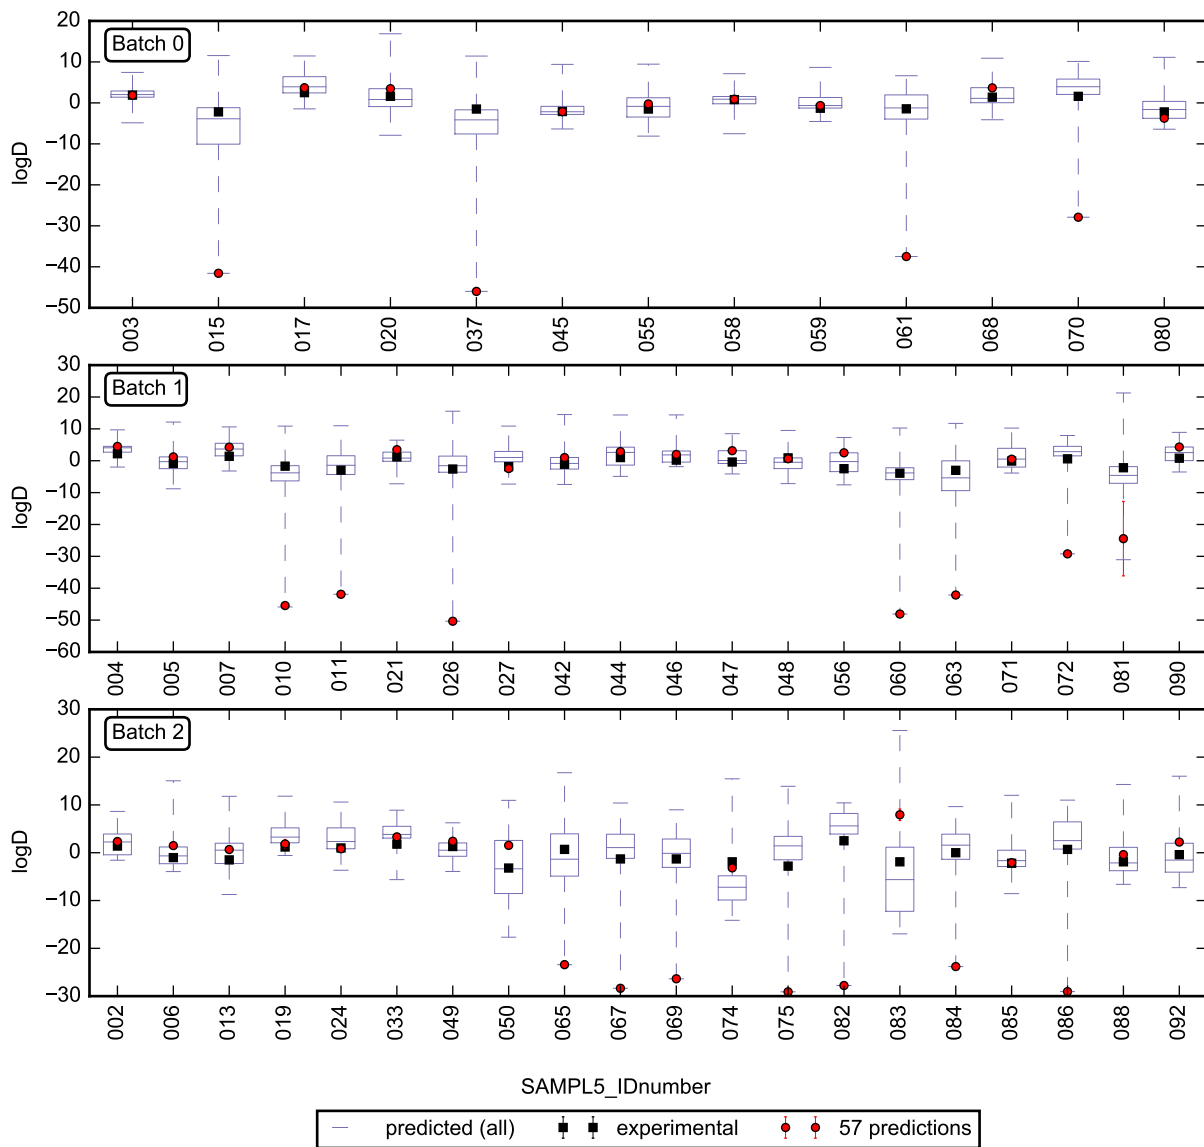 20
Batch 0
10
0
−10
−20
−30
−40
−50
logD
003 015 017 020 037 045 055 058 059 061 068 070 080
30
Batch 1
20
10
0
−10
−20
−30
−40
−50
−60
logD
004 005 007 010 011 021 026 027 042 044 046 047 048 056 060 063 071 072 081 090
30
Batch 2
20
10
0
−10
−20
−30
logD
002 006 013 019 024 033 049 050 065 067 069 074 075 082 083 084 085 086 088 092
SAMPL5_IDnumber
predicted (all) experimental 57 predictions